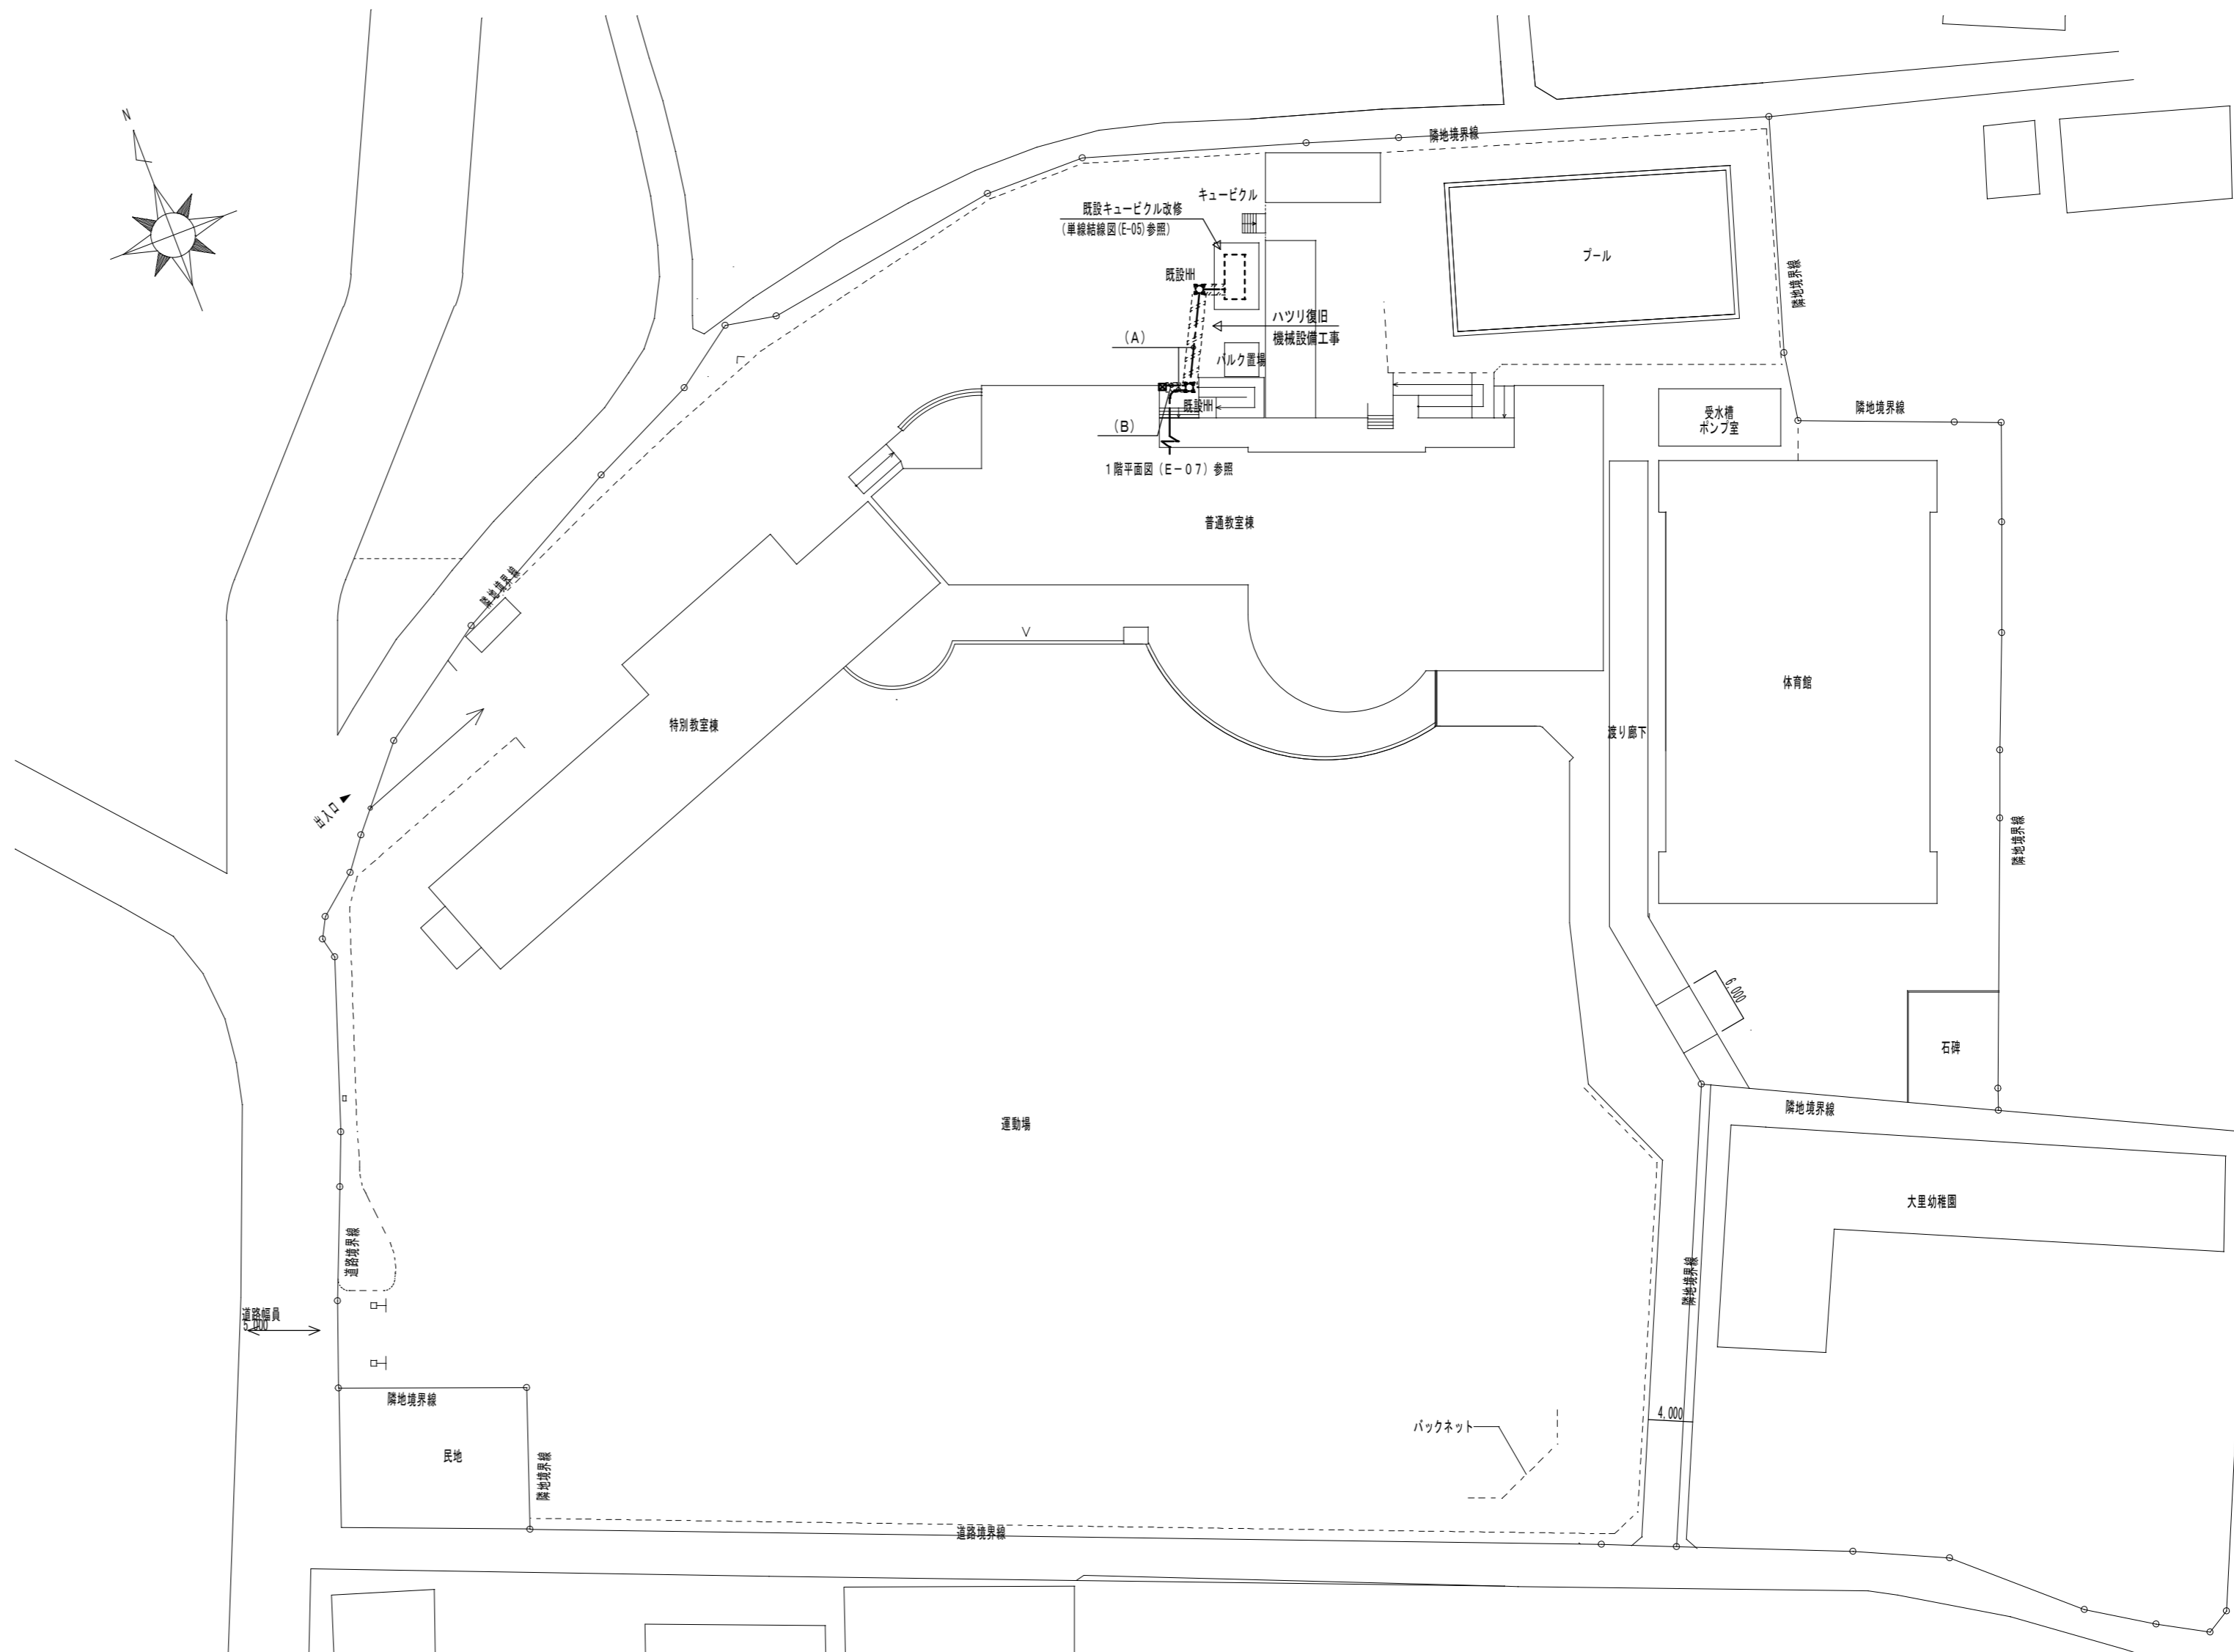 N
隣地境界線
キュービクル
既設キュービクル改修
(単線結線図(E-05)参照)
プール
既設HH
隣地境界線
ハツリ復旧
機械設備工事
(A)
バルク置場
既設HH
(B)
隣地境界線
受水槽
ポンプ室
1階平面図(E-07)参照
普通教室棟
隣地境界線
体育館
特別教室棟
渡り廊下
出入口
隣地境界線
6,000
石碑
隣地境界線
運動場
大里幼稚園
道路境界線
隣地境界線
道路幅員
5,000
隣地境界線
4,000
バックネット
民地
隣地境界線
道路境界線